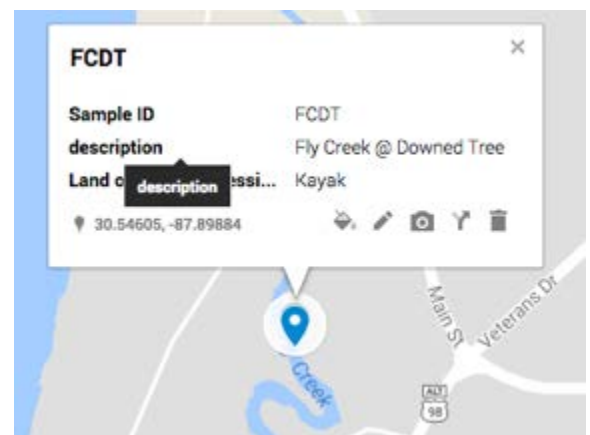 FCDT
Sample ID FCDT
description Fly Creek @ Downed Tree
Land o essi... Kayak
description
30.54605, -87.89884
Main St
Veterans Dr
Creek
ALT
98